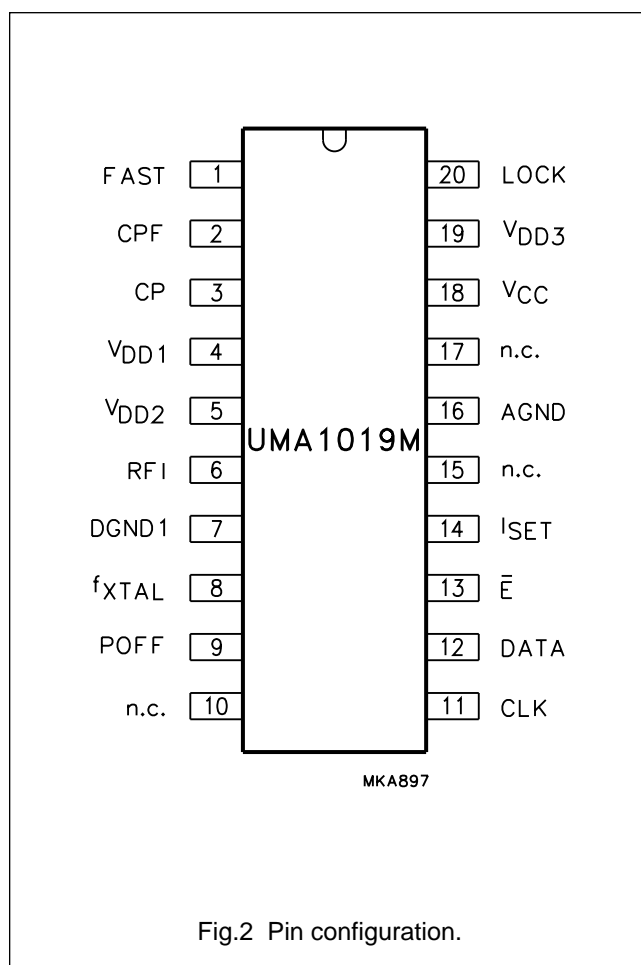 FAST 1 20 LOCK
CPF 2 19 VDD3
CP 3 18 VCC
VDD1 4 17 n.c.
VDD2 5 16 AGND
UMA1019M
RFI 6 15 n.c.
DGND1 7 14 ISET
fXTAL 8 13 E̅
POFF 9 12 DATA
n.c. 10 11 CLK
MKA897
Fig.2 Pin configuration.